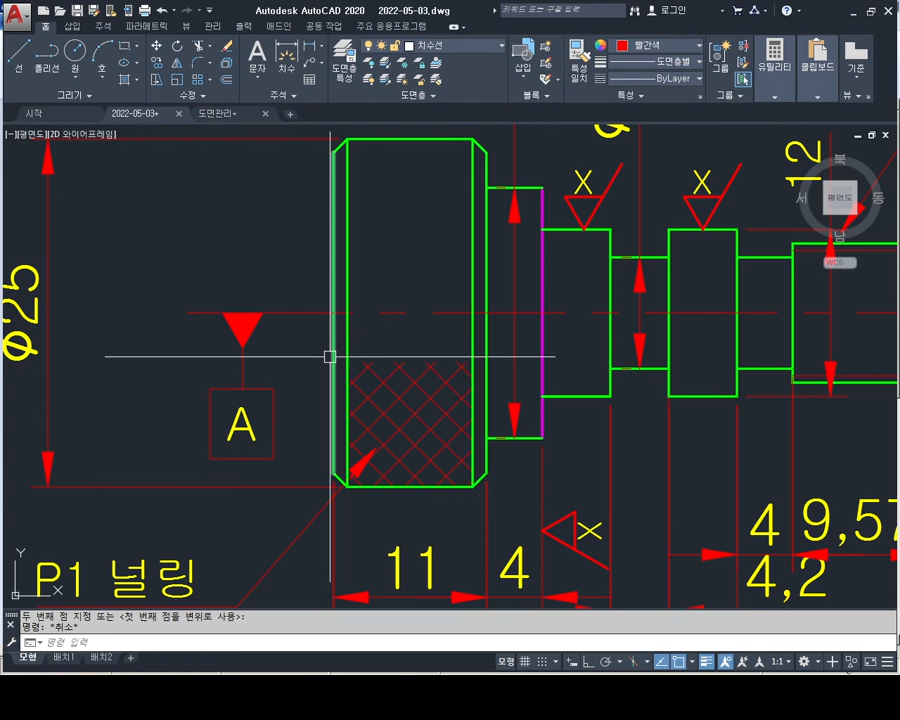 Autodesk AutoCAD 2020 2022-05-03.dwg
키워드 또는 구문 입력
로그인
홈 삽입 주석 파라메트릭 뷰 관리 출력 애드인 공동 작업 주요 응용프로그램
선 폴리선 원 호
문자 치수
도면층 특성
치수선
삽입
특성 일치
빨간색
도면층별
ByLayer
그룹 유틸리티 클립보드 기준
그리기 수정 주석 도면층 블록 특성 그룹 뷰
시작 2022-05-03* 도면관리*
[-][평면도][2D 와이어프레임]
북
서 평면도 동
남
WCS
12
X X
Φ25
A
X
P1 널링
11 4
4 9,57
4,2
Y
X
두 번째 점 지정 또는 <첫 번째 점을 변위로 사용>:
명령: *취소*
명령 입력
모형 배치1 배치2
모형 1:1